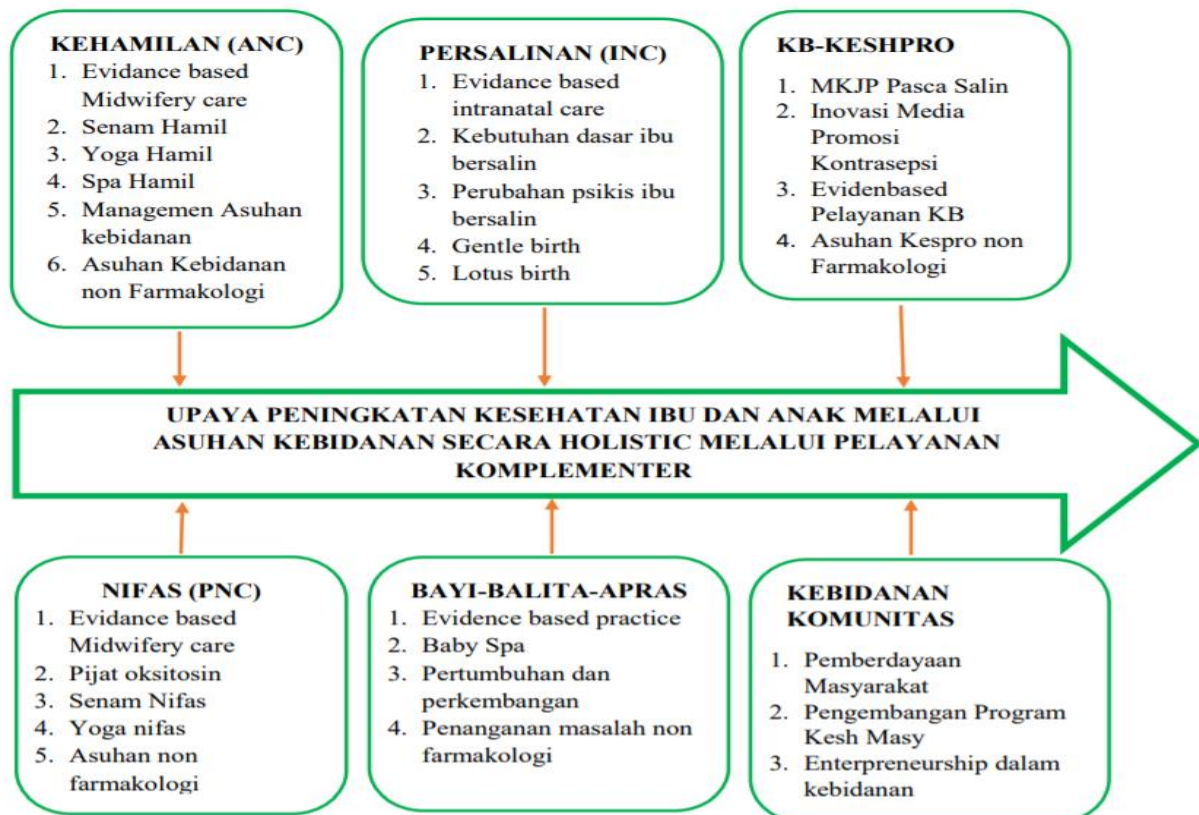 KEHAMILAN (ANC)
1. Evidance based
Midwifery care
2. Senam Hamil
3. Yoga Hamil
4. Spa Hamil
5. Managemen Asuhan
kebidanan
6. Asuhan Kebidanan
non Farmakologi
PERSALINAN (INC)
1. Evidance based
intranatal care
2. Kebutuhan dasar ibu
bersalin
3. Perubahan psikis ibu
bersalin
4. Gentle birth
5. Lotus birth
KB-KESHPRO
1. MKJP Pasca Salin
2. Inovasi Media
Promosi
Kontrasepsi
3. Evidenbased
Pelayanan KB
4. Asuhan Kespro non
Farmakologi
UPAYA PENINGKATAN KESEHATAN IBU DAN ANAK MELALUI
ASUHAN KEBIDANAN SECARA HOLISTIC MELALUI PELAYANAN
KOMPLEMENTER
NIFAS (PNC)
1. Evidance based
Midwifery care
2. Pijat oksitosin
3. Senam Nifas
4. Yoga nifas
5. Asuhan non
farmakologi
BAYI-BALITA-APRAS
1. Evidence based practice
2. Baby Spa
3. Pertumbuhan dan
perkembangan
4. Penanganan masalah non
farmakologi
KEBIDANAN
KOMUNITAS
1. Pemberdayaan
Masyarakat
2. Pengembangan Program
Kesh Masy
3. Enterpreneurship dalam
kebidanan